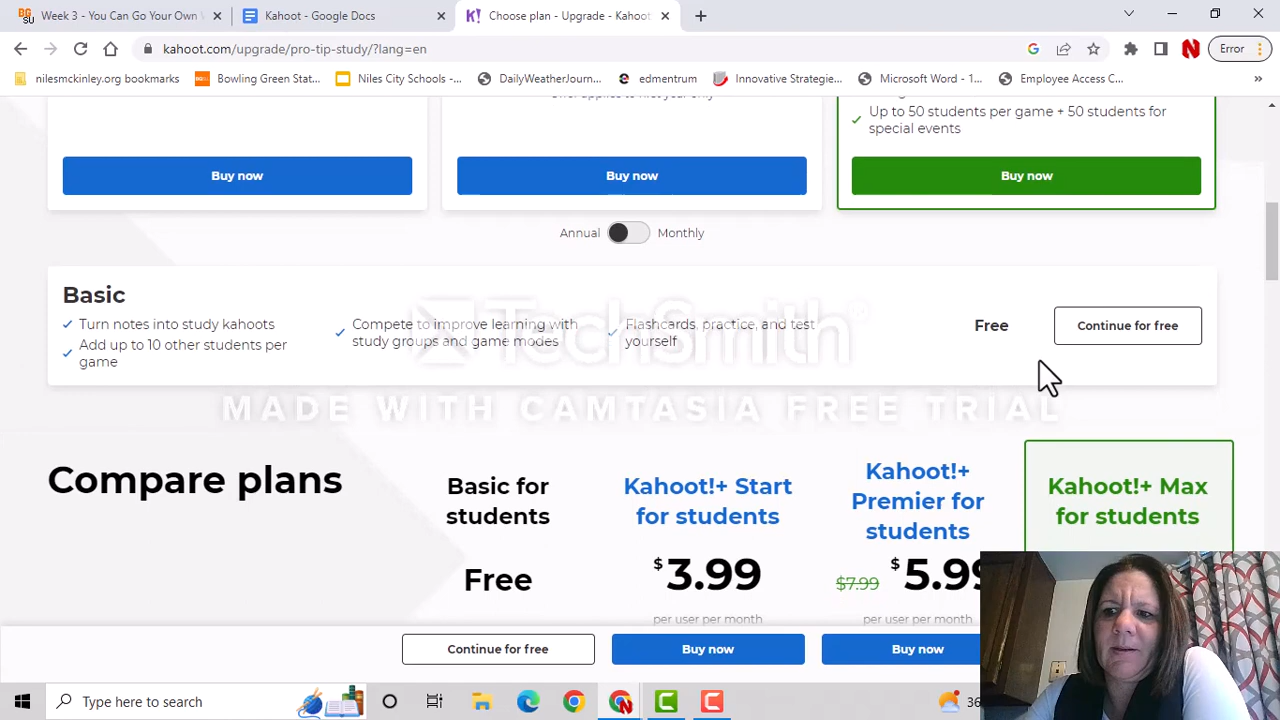 Week 3 - You Can Go Your Own
Kahoot - Google Docs
Choose plan - Upgrade - Kahoot
kahoot.com/upgrade/pro-tip-study/?lang=en
Error
nilesmckinley.org bookmarks
Bowling Green Stat...
Niles City Schools - ...
DailyWeatherJourn...
edmentrum
Innovative Strategie...
Microsoft Word - 1...
Employee Access C...
Up to 50 students per game + 50 students for
special events
Buy now
Buy now
Buy now
Annual Monthly
Basic
Turn notes into study kahoots
Add up to 10 other students per
game
Compete to improve learning with
study groups and game modes
Flashcards, practice, and test
yourself
Free
Continue for free
TechSmith®
MADE WITH CAMTASIA FREE TRIAL
Compare plans
Basic for
students
Free
Kahoot!+ Start
for students
$3.99
per user per month
Kahoot!+
Premier for
students
$7.99 $5.99
per user per month
Kahoot!+ Max
for students
Continue for free
Buy now
Buy now
Type here to search